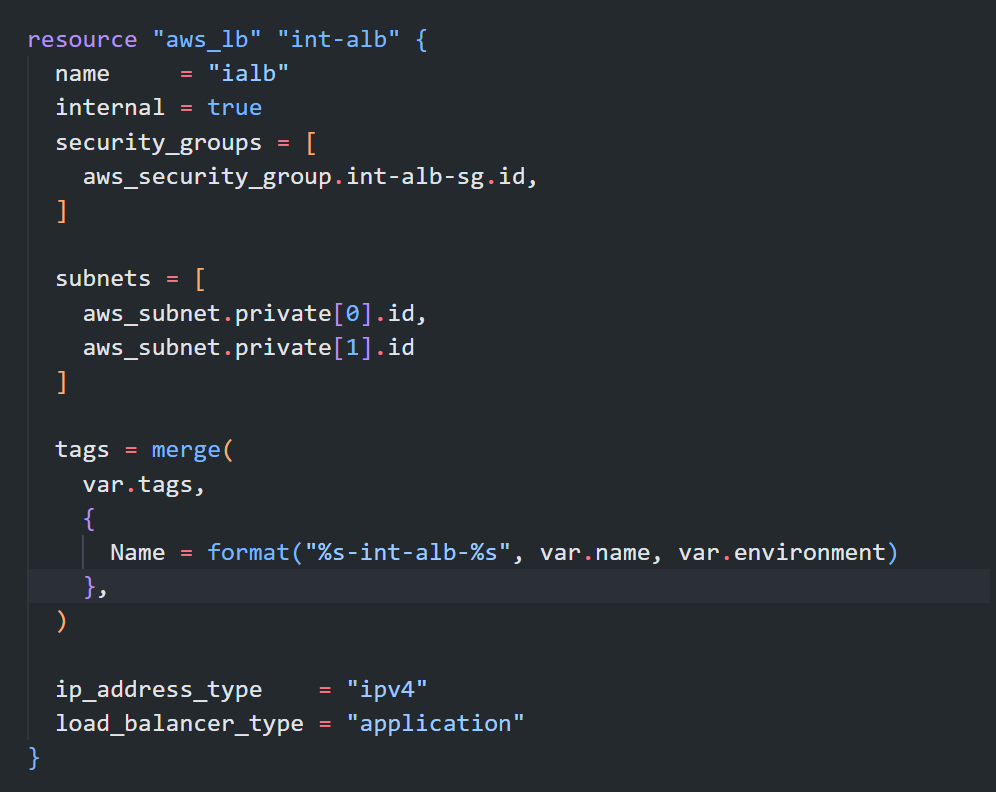 resource "aws_lb" "int-alb" {
  name     = "ialb"
  internal = true
  security_groups = [
    aws_security_group.int-alb-sg.id,
  ]

  subnets = [
    aws_subnet.private[0].id,
    aws_subnet.private[1].id
  ]

  tags = merge(
    var.tags,
    {
      Name = format("%s-int-alb-%s", var.name, var.environment)
    },
  )

  ip_address_type    = "ipv4"
  load_balancer_type = "application"
}